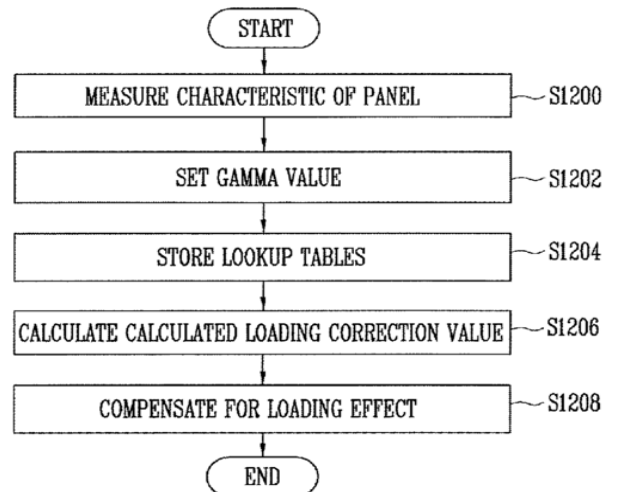 START
MEASURE CHARACTERISTIC OF PANEL S1200
SET GAMMA VALUE S1202
STORE LOOKUP TABLES S1204
CALCULATE CALCULATED LOADING CORRECTION VALUE S1206
COMPENSATE FOR LOADING EFFECT S1208
END